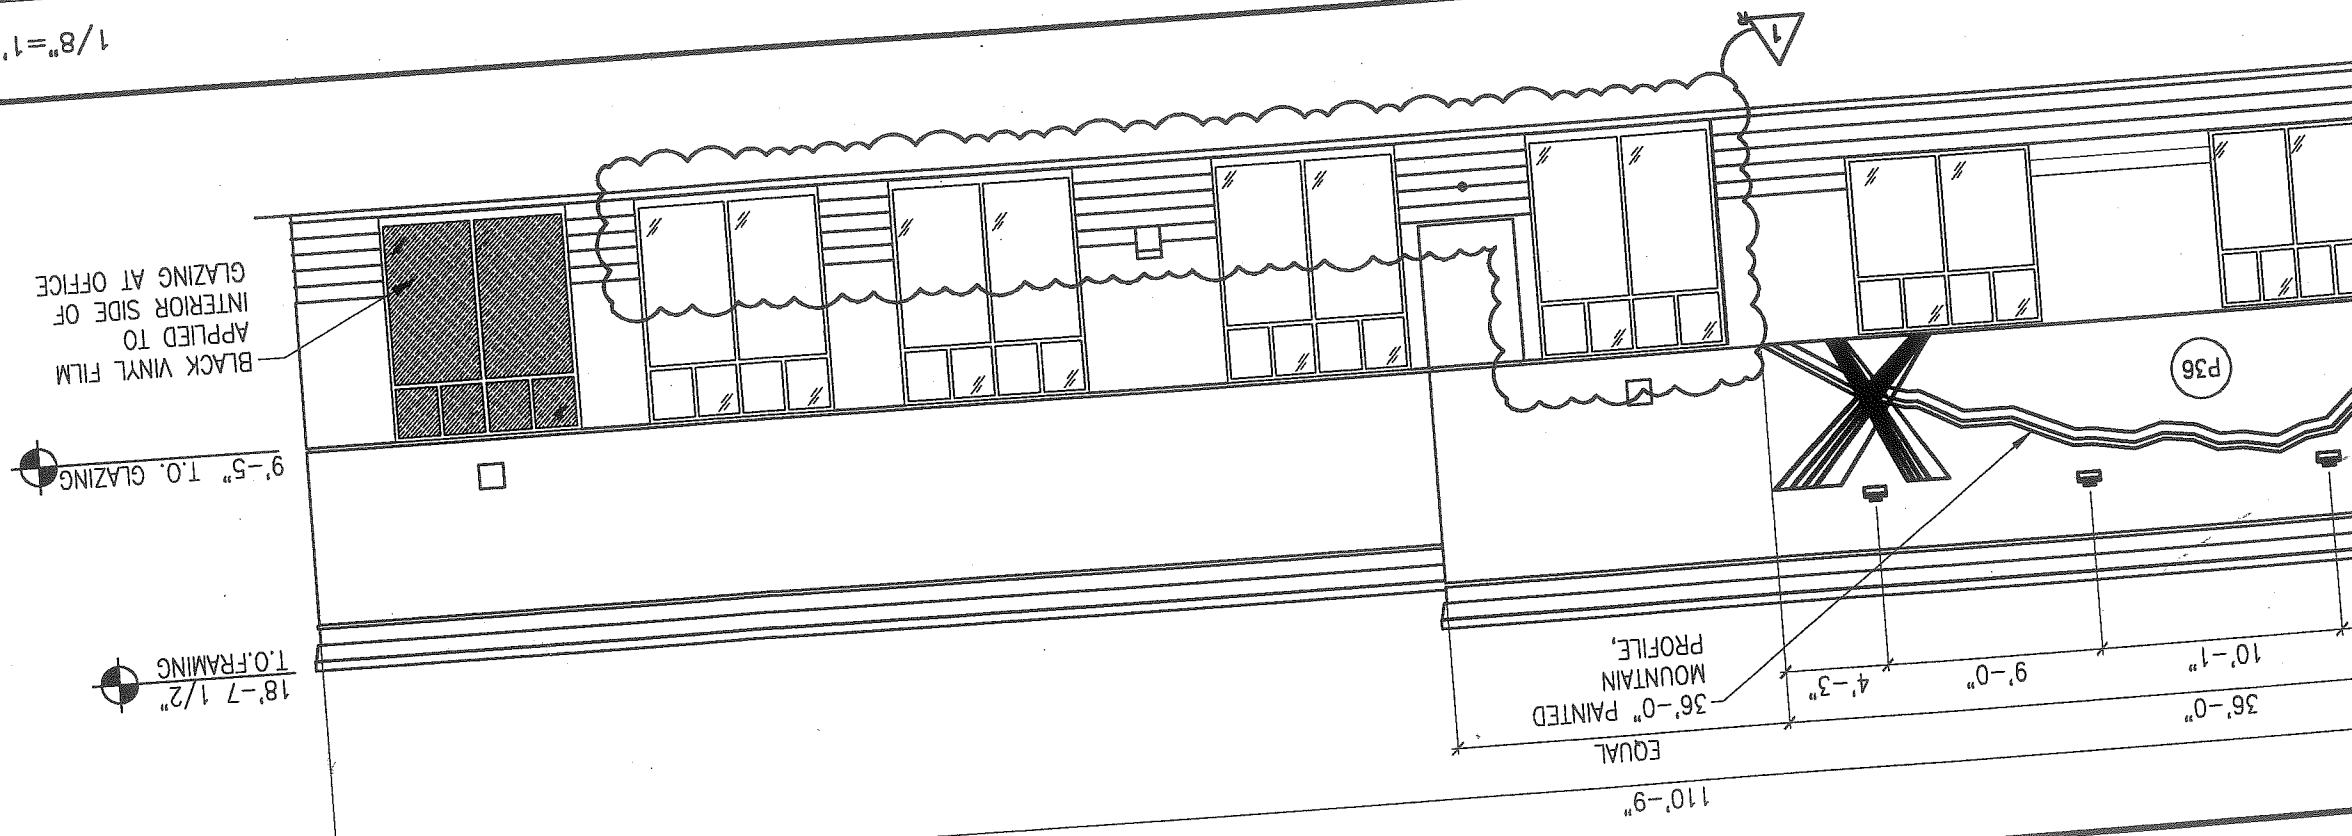 110'-9"
EQUAL
36'-0"
36'-0" PAINTED
MOUNTAIN
PROFILE,
10'-1"
9'-0"
4'-3"
18'-7 1/2"
T.O.FRAMING
9'-5" T.O. GLAZING
P36
BLACK VINYL FILM
APPLIED TO
INTERIOR SIDE OF
GLAZING AT OFFICE
1
1/8"=1'